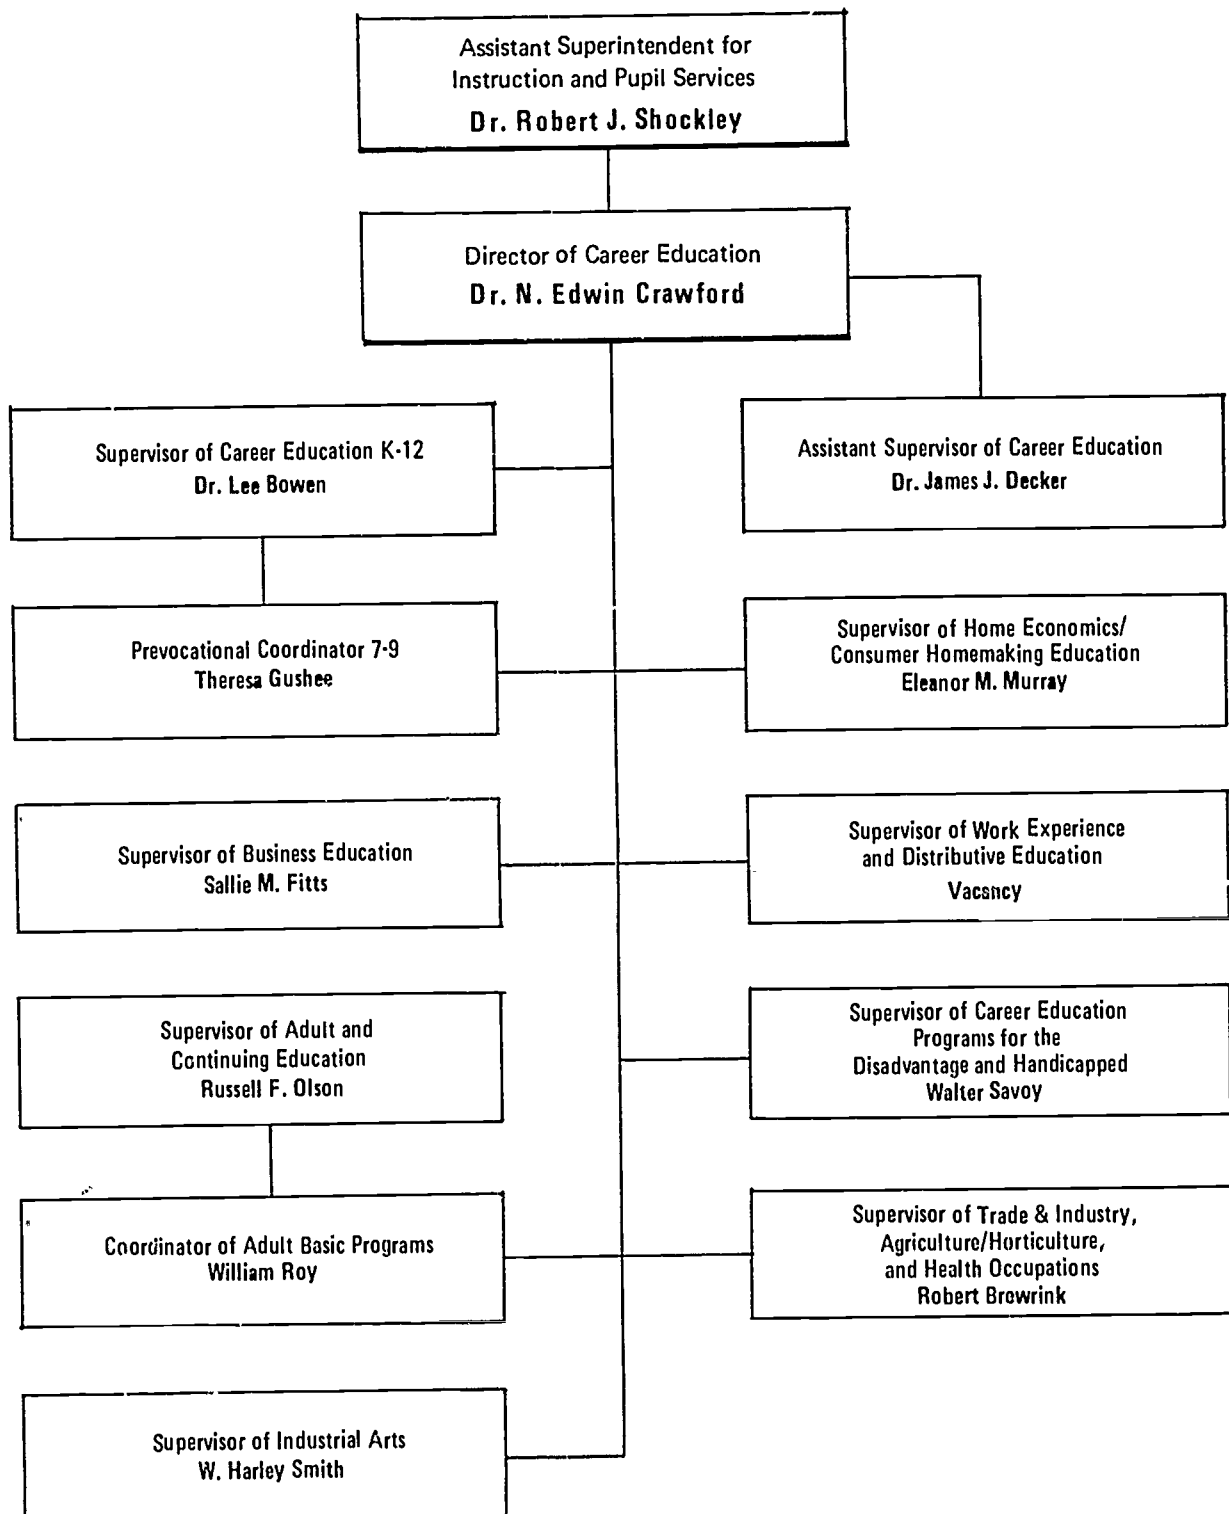 Assistant Superintendent for
Instruction and Pupil Services
Dr. Robert J. Shockley
Director of Career Education
Dr. N. Edwin Crawford
Supervisor of Career Education K-12
Dr. Lee Bowen
Assistant Supervisor of Career Education
Dr. James J. Decker
Prevocational Coordinator 7-9
Theresa Gushee
Supervisor of Home Economics/
Consumer Homemaking Education
Eleanor M. Murray
Supervisor of Business Education
Sallie M. Fitts
Supervisor of Work Experience
and Distributive Education
Vacancy
Supervisor of Adult and
Continuing Education
Russell F. Olson
Supervisor of Career Education
Programs for the
Disadvantage and Handicapped
Walter Savoy
Coordinator of Adult Basic Programs
William Roy
Supervisor of Trade & Industry,
Agriculture/Horticulture,
and Health Occupations
Robert Browrink
Supervisor of Industrial Arts
W. Harley Smith